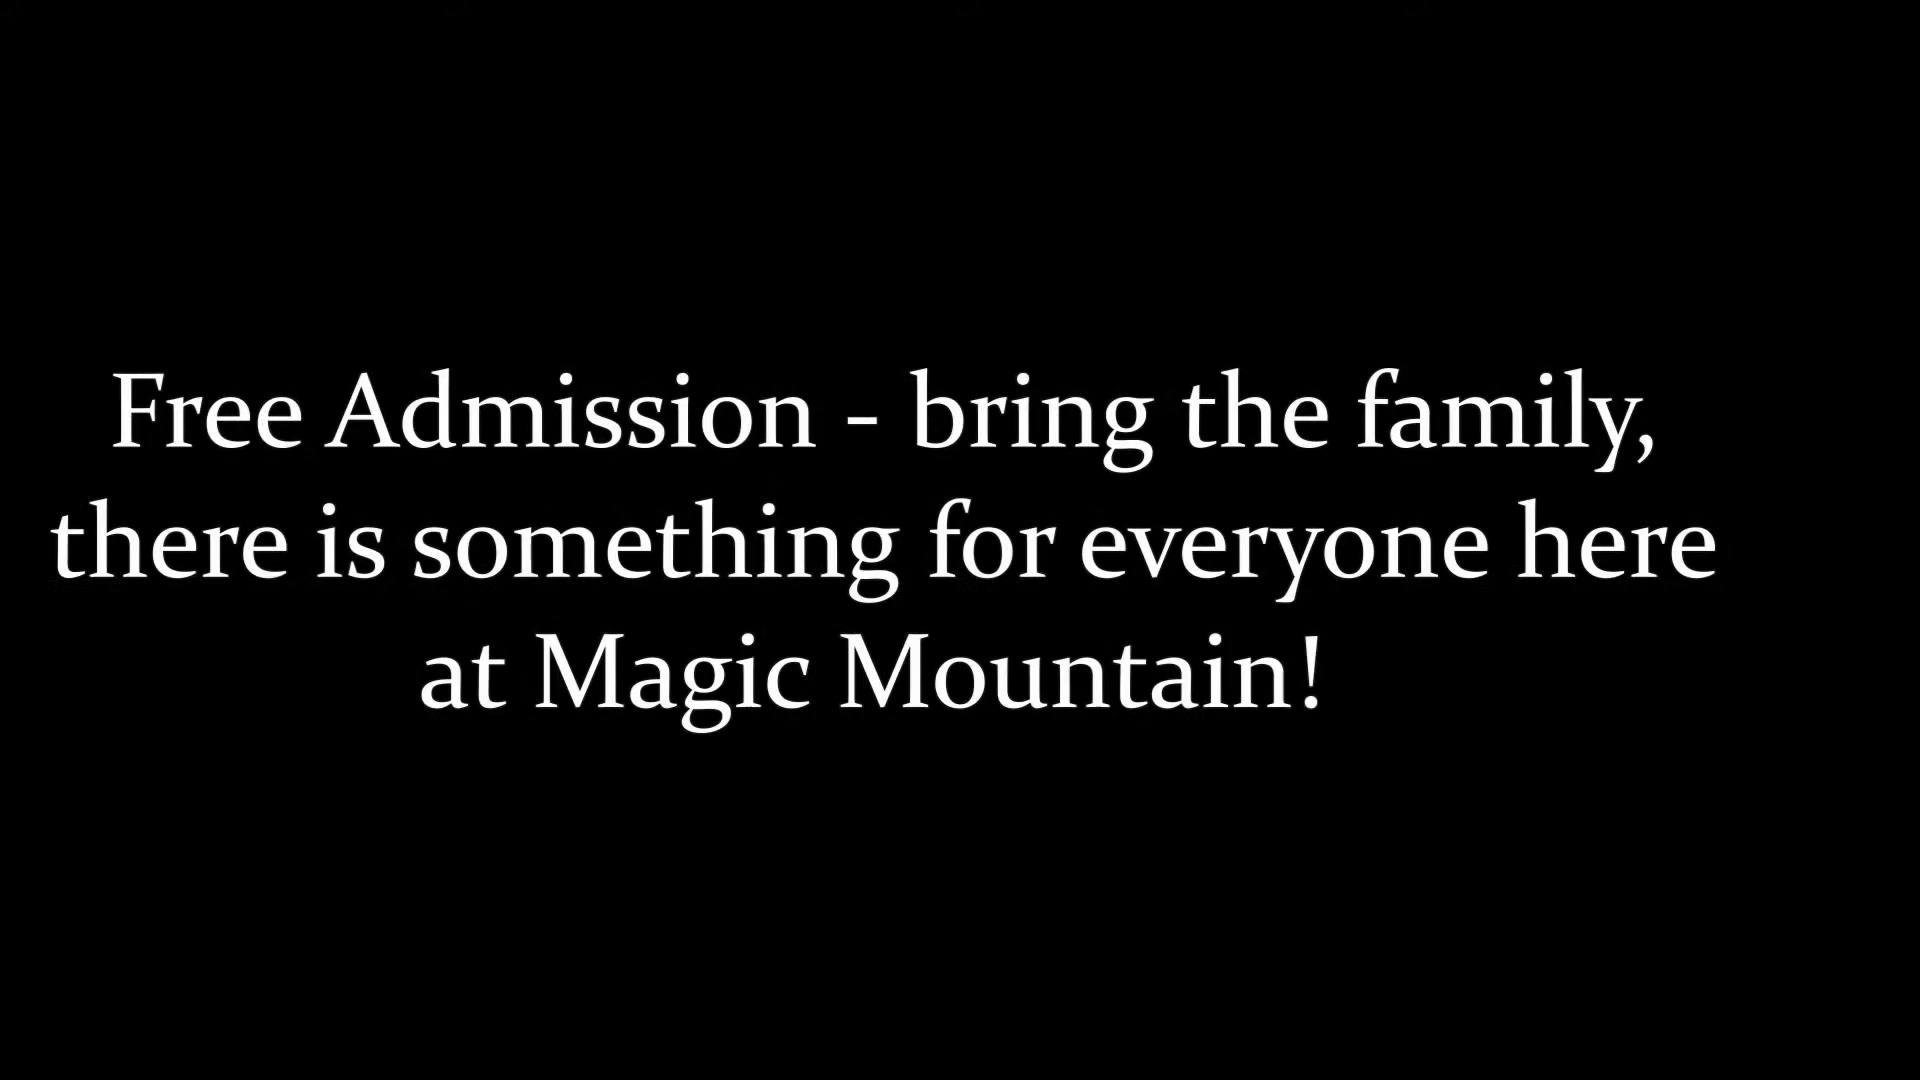 Free Admission - bring the family,
there is something for everyone here
at Magic Mountain!